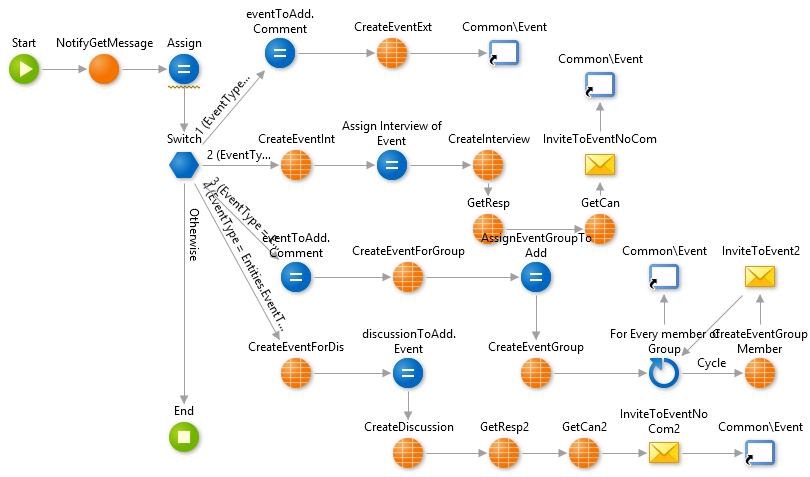 Start
NotifyGetMessage
Assign
eventToAdd.
Comment
CreateEventExt
Common\Event
Common\Event
Switch
1 (EventType...
2 (EventTy...
CreateEventInt
Assign Interview of
Event
CreateInterview
InviteToEventNoCom
GetResp
GetCan
Otherwise
4 (EventType = Entities.EventT...
eventToAdd.
Comment
CreateEventForGroup
AssignEventGroupTo
Add
Common\Event
InviteToEvent2
CreateEventForDis
discussionToAdd.
Event
CreateEventGroup
For Every member of
Group
Cycle
CreateEventGroup
Member
End
CreateDiscussion
GetResp2
GetCan2
InviteToEventNo
Com2
Common\Event